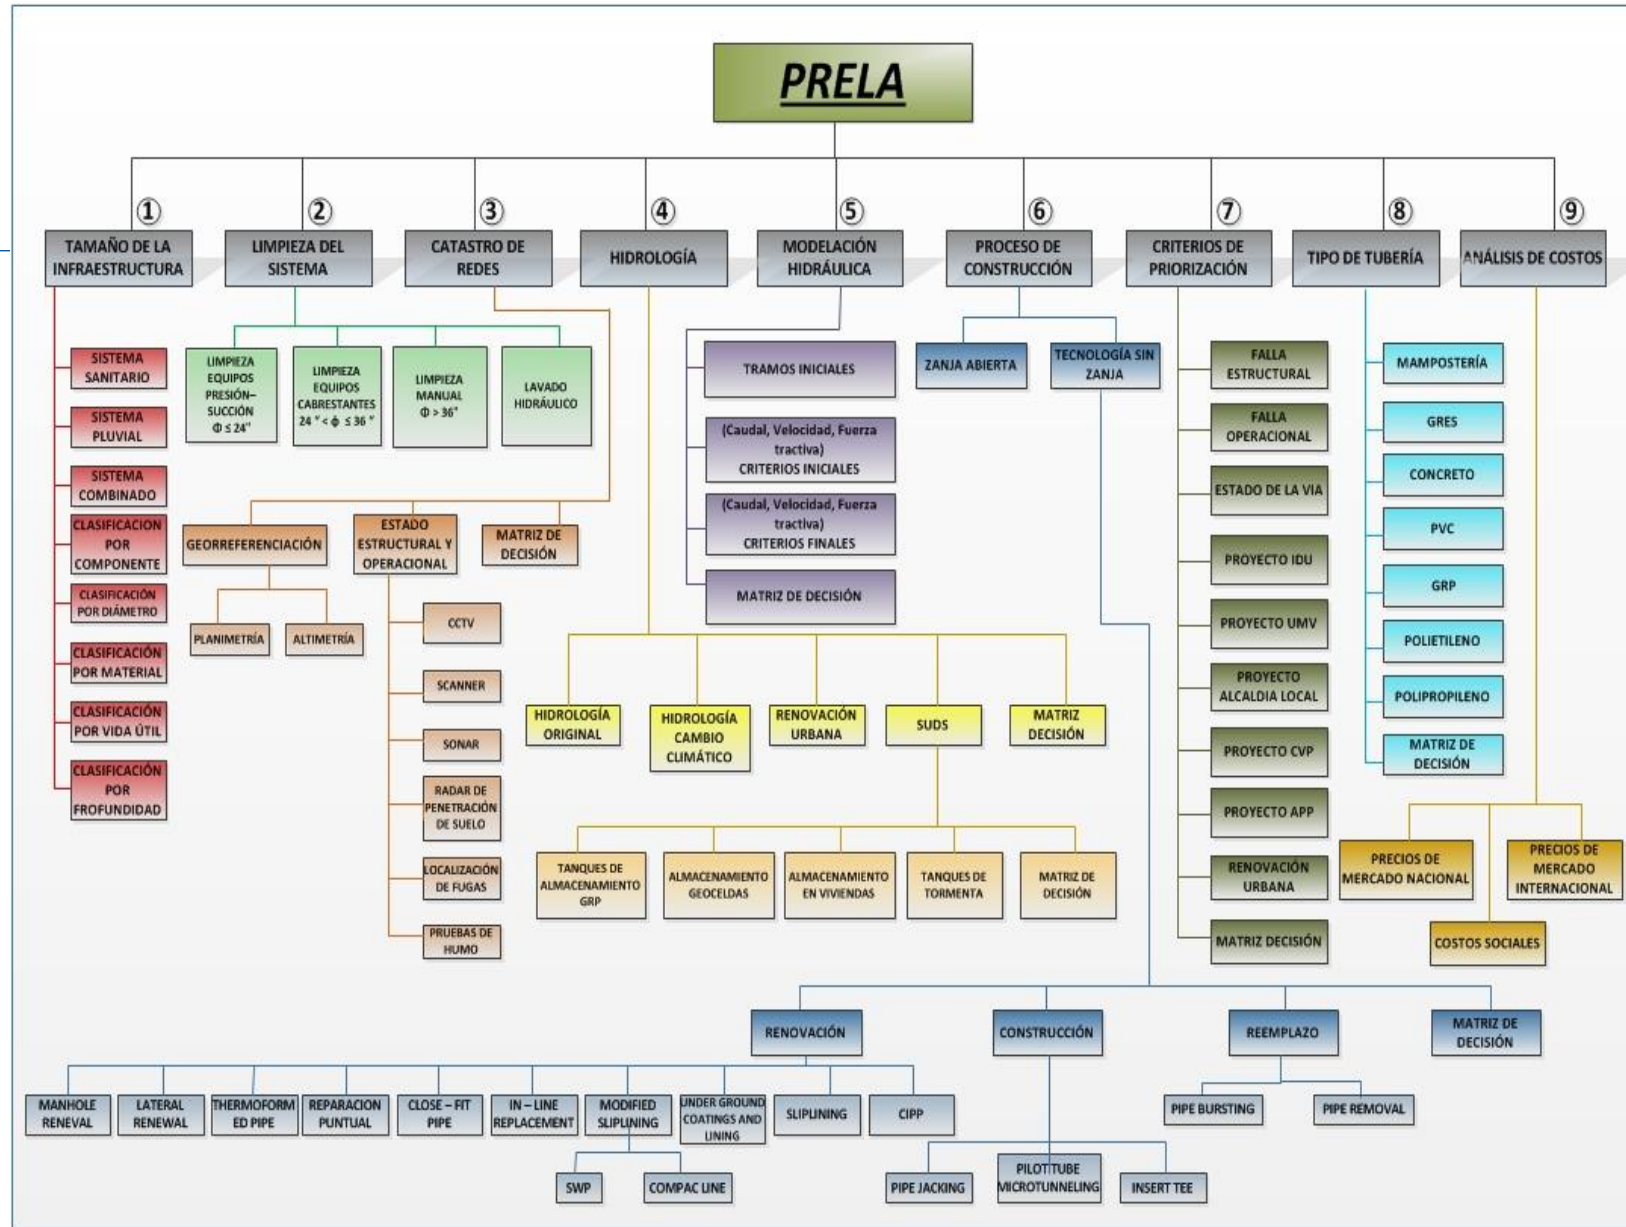 PRELA
1
TAMAÑO DE LA
INFRAESTRUCTURA
SISTEMA
SANITARIO
SISTEMA
PLUVIAL
SISTEMA
COMBINADO
CLASIFICACION
POR
COMPONENTE
CLASIFICACIÓN
POR DIÁMETRO
CLASIFICACIÓN
POR MATERIAL
CLASIFICACIÓN
POR VIDA ÚTIL
CLASIFICACIÓN
POR
FROFUNDIDAD
2
LIMPIEZA DEL
SISTEMA
LIMPIEZA
EQUIPOS
PRESIÓN–
SUCCIÓN
Φ ≤ 24"
LIMPIEZA
EQUIPOS
CABRESTANTES
24 " < ϕ ≤ 36 "
LIMPIEZA
MANUAL
Φ > 36"
LAVADO
HIDRÁULICO
3
CATASTRO DE
REDES
GEORREFERENCIACIÓN
PLANIMETRÍA
ALTIMETRÍA
ESTADO
ESTRUCTURAL Y
OPERACIONAL
CCTV
SCANNER
SONAR
RADAR DE
PENETRACIÓN
DE SUELO
LOCALIZACIÓN
DE FUGAS
PRUEBAS DE
HUMO
MATRIZ DE
DECISIÓN
4
HIDROLOGÍA
HIDROLOGÍA
ORIGINAL
HIDROLOGÍA
CAMBIO
CLIMÁTICO
RENOVACIÓN
URBANA
SUDS
MATRIZ
DECISIÓN
TANQUES DE
ALMACENAMIENTO
GRP
ALMACENAMIENTO
GEOCELDAS
ALMACENAMIENTO
EN VIVIENDAS
TANQUES DE
TORMENTA
MATRIZ DE
DECISIÓN
5
MODELACIÓN
HIDRÁULICA
TRAMOS INICIALES
(Caudal, Velocidad, Fuerza
tractiva)
CRITERIOS INICIALES
(Caudal, Velocidad, Fuerza
tractiva)
CRITERIOS FINALES
MATRIZ DE DECISIÓN
6
PROCESO DE
CONSTRUCCIÓN
ZANJA ABIERTA
TECNOLOGÍA SIN
ZANJA
7
CRITERIOS DE
PRIORIZACIÓN
FALLA
ESTRUCTURAL
FALLA
OPERACIONAL
ESTADO DE LA VIA
PROYECTO IDU
PROYECTO UMV
PROYECTO
ALCALDIA LOCAL
PROYECTO CVP
PROYECTO APP
RENOVACIÓN
URBANA
MATRIZ DECISIÓN
8
TIPO DE TUBERÍA
MAMPOSTERÍA
GRES
CONCRETO
PVC
GRP
POLIETILENO
POLIPROPILENO
MATRIZ DE
DECISIÓN
9
ANÁLISIS DE COSTOS
PRECIOS DE
MERCADO NACIONAL
COSTOS SOCIALES
PRECIOS DE
MERCADO
INTERNACIONAL
RENOVACIÓN
CONSTRUCCIÓN
REEMPLAZO
MATRIZ DE
DECISIÓN
MANHOLE
RENEVAL
LATERAL
RENEWAL
THERMOFORM
ED PIPE
REPARACION
PUNTUAL
CLOSE – FIT
PIPE
IN – LINE
REPLACEMENT
MODIFIED
SLIPLINING
UNDER GROUND
COATINGS AND
LINING
SLIPLINING
CIPP
SWP
COMPAC LINE
PIPE JACKING
PILOT TUBE
MICROTUNNELING
INSERT TEE
PIPE BURSTING
PIPE REMOVAL